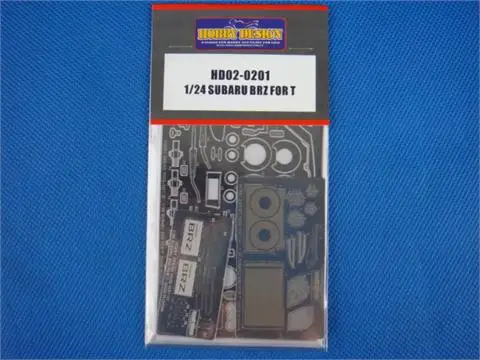 HOBBY DESIGN
HD02-0201
1/24 SUBARU BRZ FOR T
BRZ
BRZ